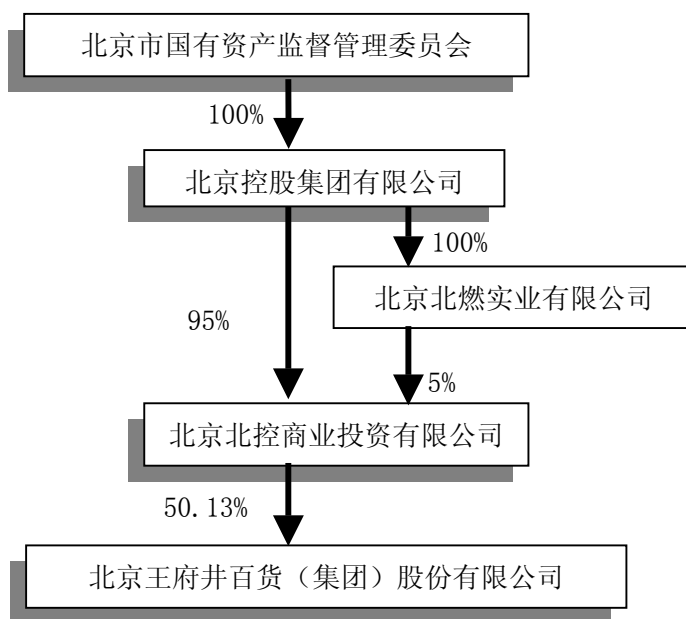 北京市国有资产监督管理委员会
100%
北京控股集团有限公司
100%
北京北燃实业有限公司
95%
5%
北京北控商业投资有限公司
50.13%
北京王府井百货（集团）股份有限公司